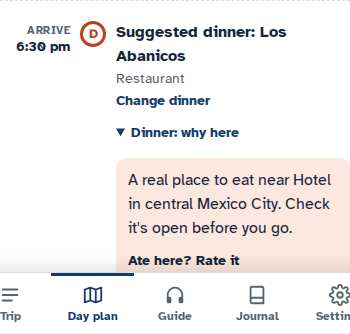 ARRIVE
6:30 pm
D
Suggested dinner: Los
Abanicos
Restaurant
Change dinner
▼ Dinner: why here
A real place to eat near Hotel
in central Mexico City. Check
it's open before you go.
Ate here? Rate it
Trip
Day plan
Guide
Journal